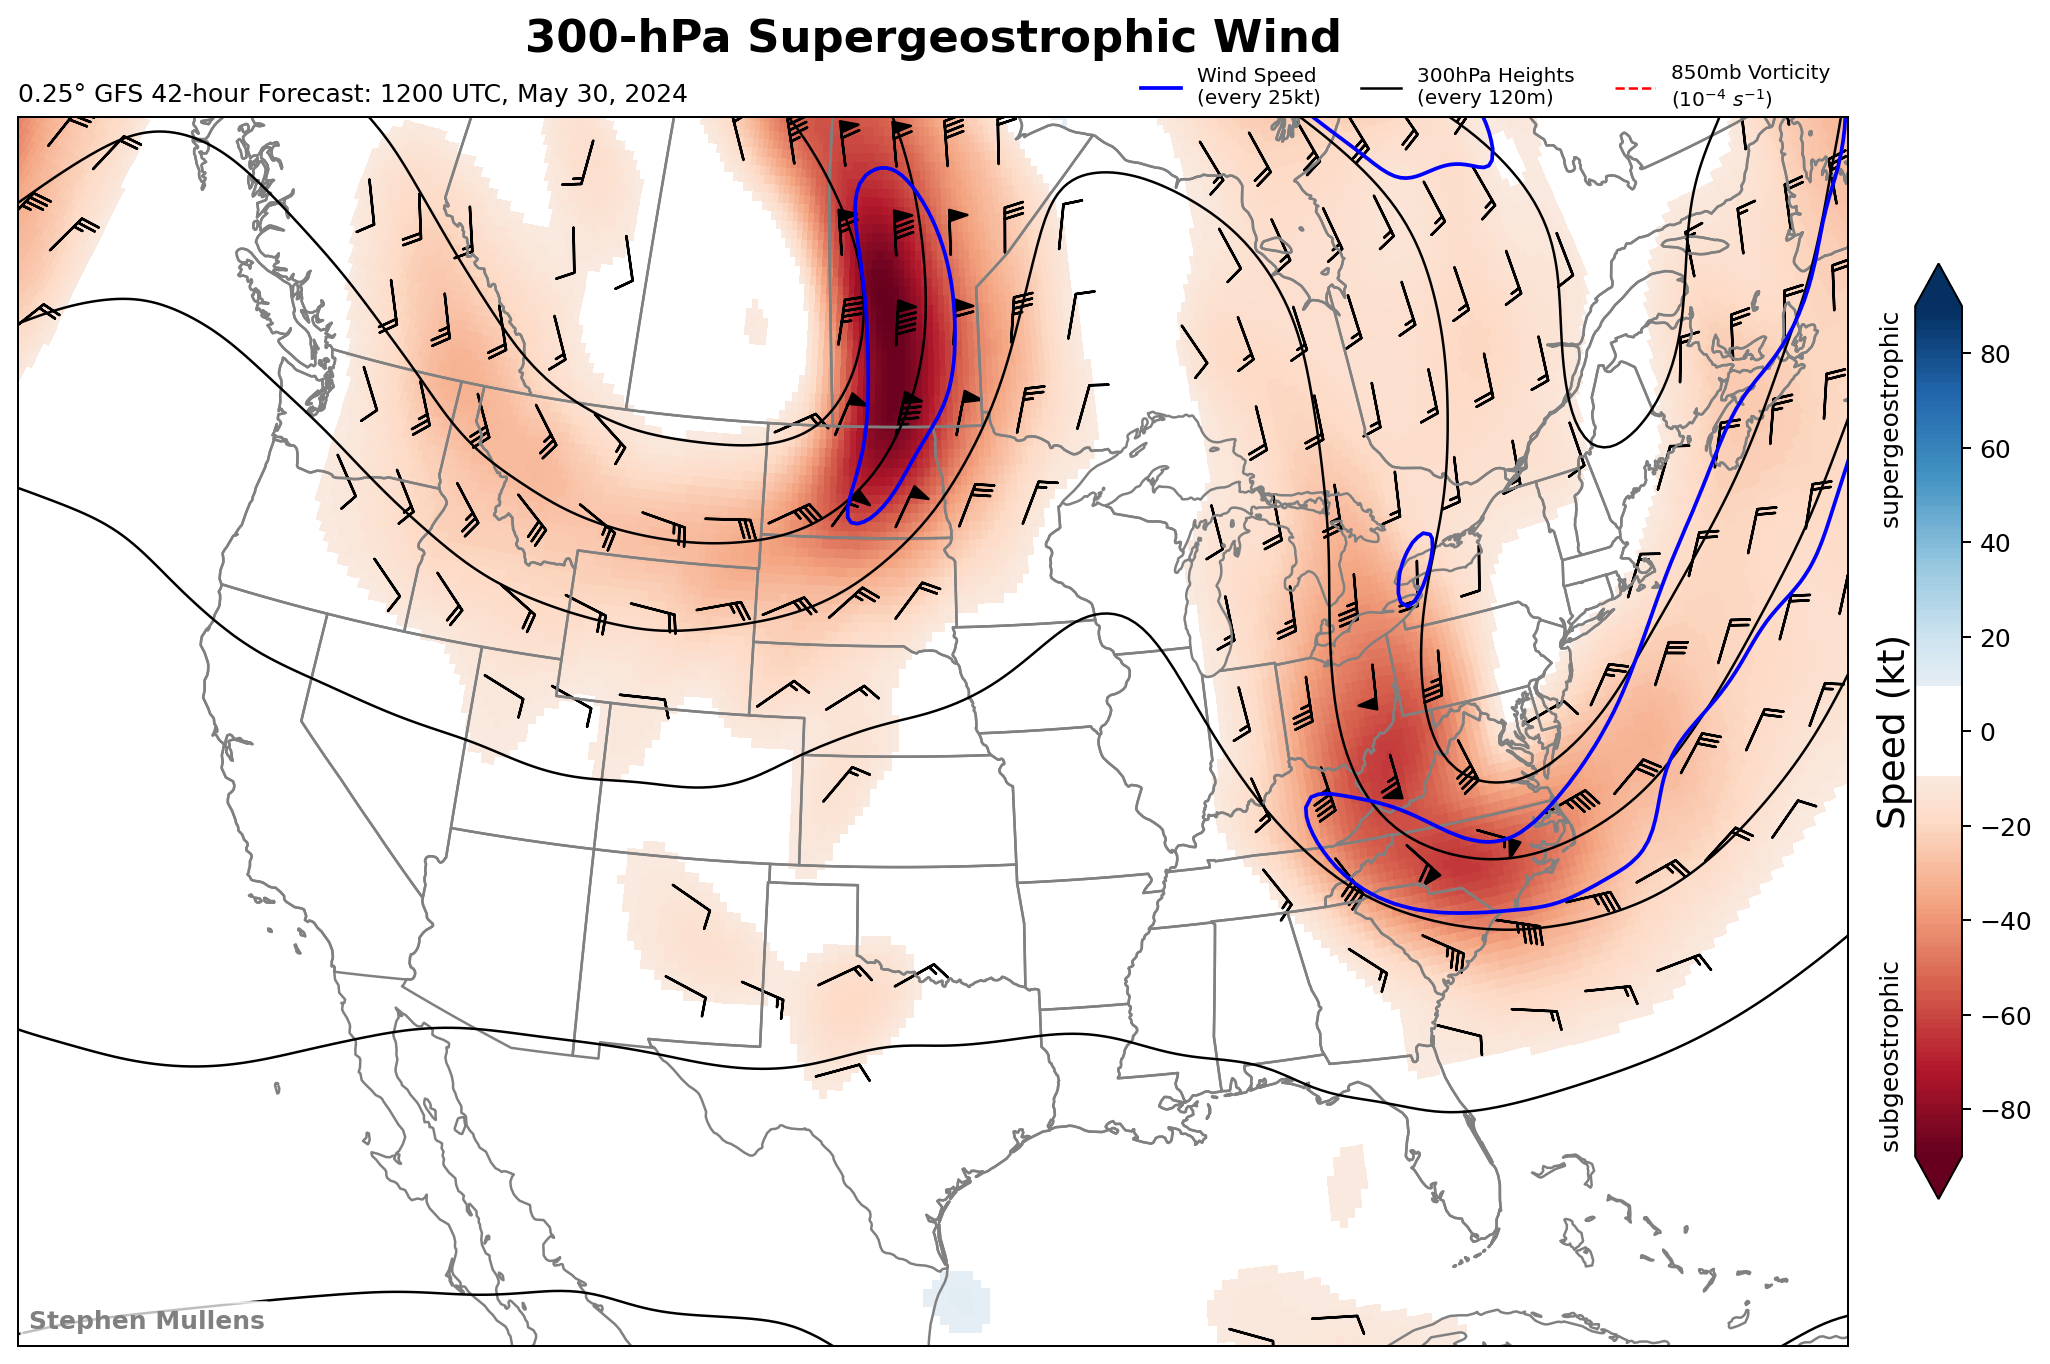 300-hPa Supergeostrophic Wind
0.25° GFS 42-hour Forecast: 1200 UTC, May 30, 2024
Wind Speed
(every 25kt)
300hPa Heights
(every 120m)
850mb Vorticity
(10⁻⁴ s⁻¹)
supergeostrophic
Speed (kt)
subgeostrophic
80
60
40
20
0
−20
−40
−60
−80
Stephen Mullens